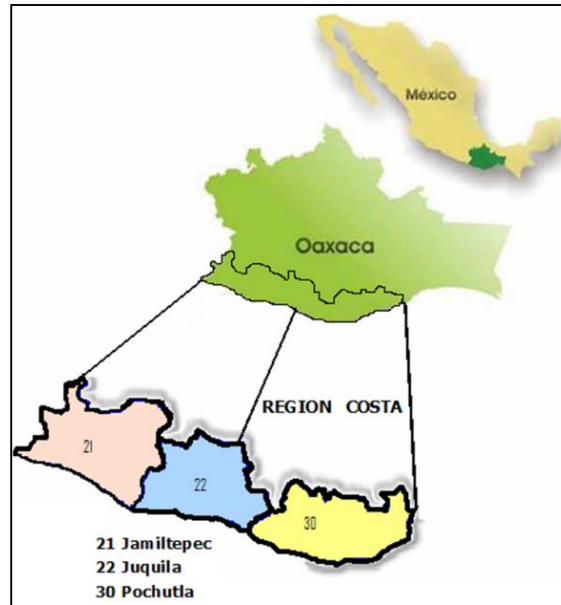 México
Oaxaca
REGION COSTA
21
22
30
21 Jamiltepec
22 Juquila
30 Pochutla